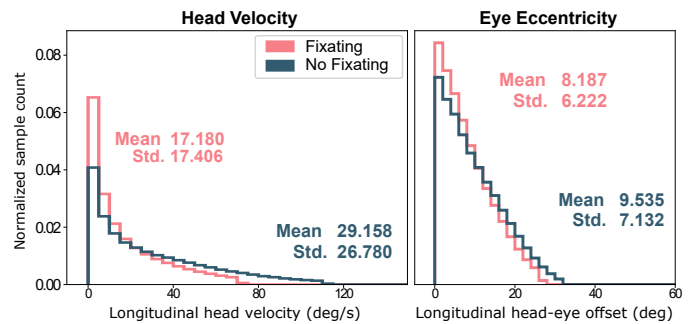 Head Velocity
Eye Eccentricity
Normalized sample count
0.08
0.06
0.04
0.02
0.00
Fixating
No Fixating
Mean 17.180
Std. 17.406
Mean 29.158
Std. 26.780
0 40 80 120
Longitudinal head velocity (deg/s)
Mean 8.187
Std. 6.222
Mean 9.535
Std. 7.132
0 20 40 60
Longitudinal head-eye offset (deg)